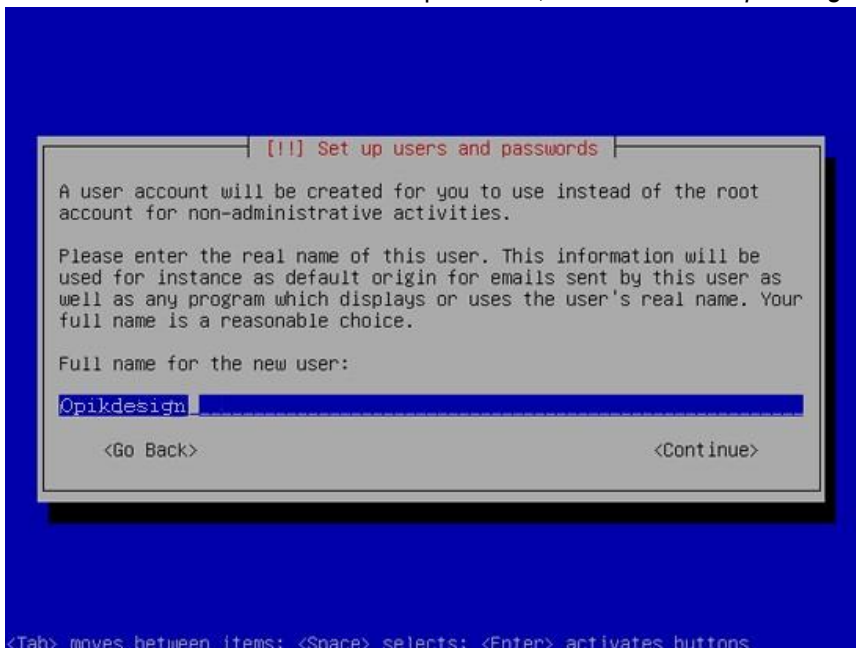 [!!] Set up users and passwords
A user account will be created for you to use instead of the root
account for non-administrative activities.
Please enter the real name of this user. This information will be
used for instance as default origin for emails sent by this user as
well as any program which displays or uses the user's real name. Your
full name is a reasonable choice.
Full name for the new user:
Opikdesign
<Go Back> <Continue>
<Tab> moves between items; <Space> selects; <Enter> activates buttons